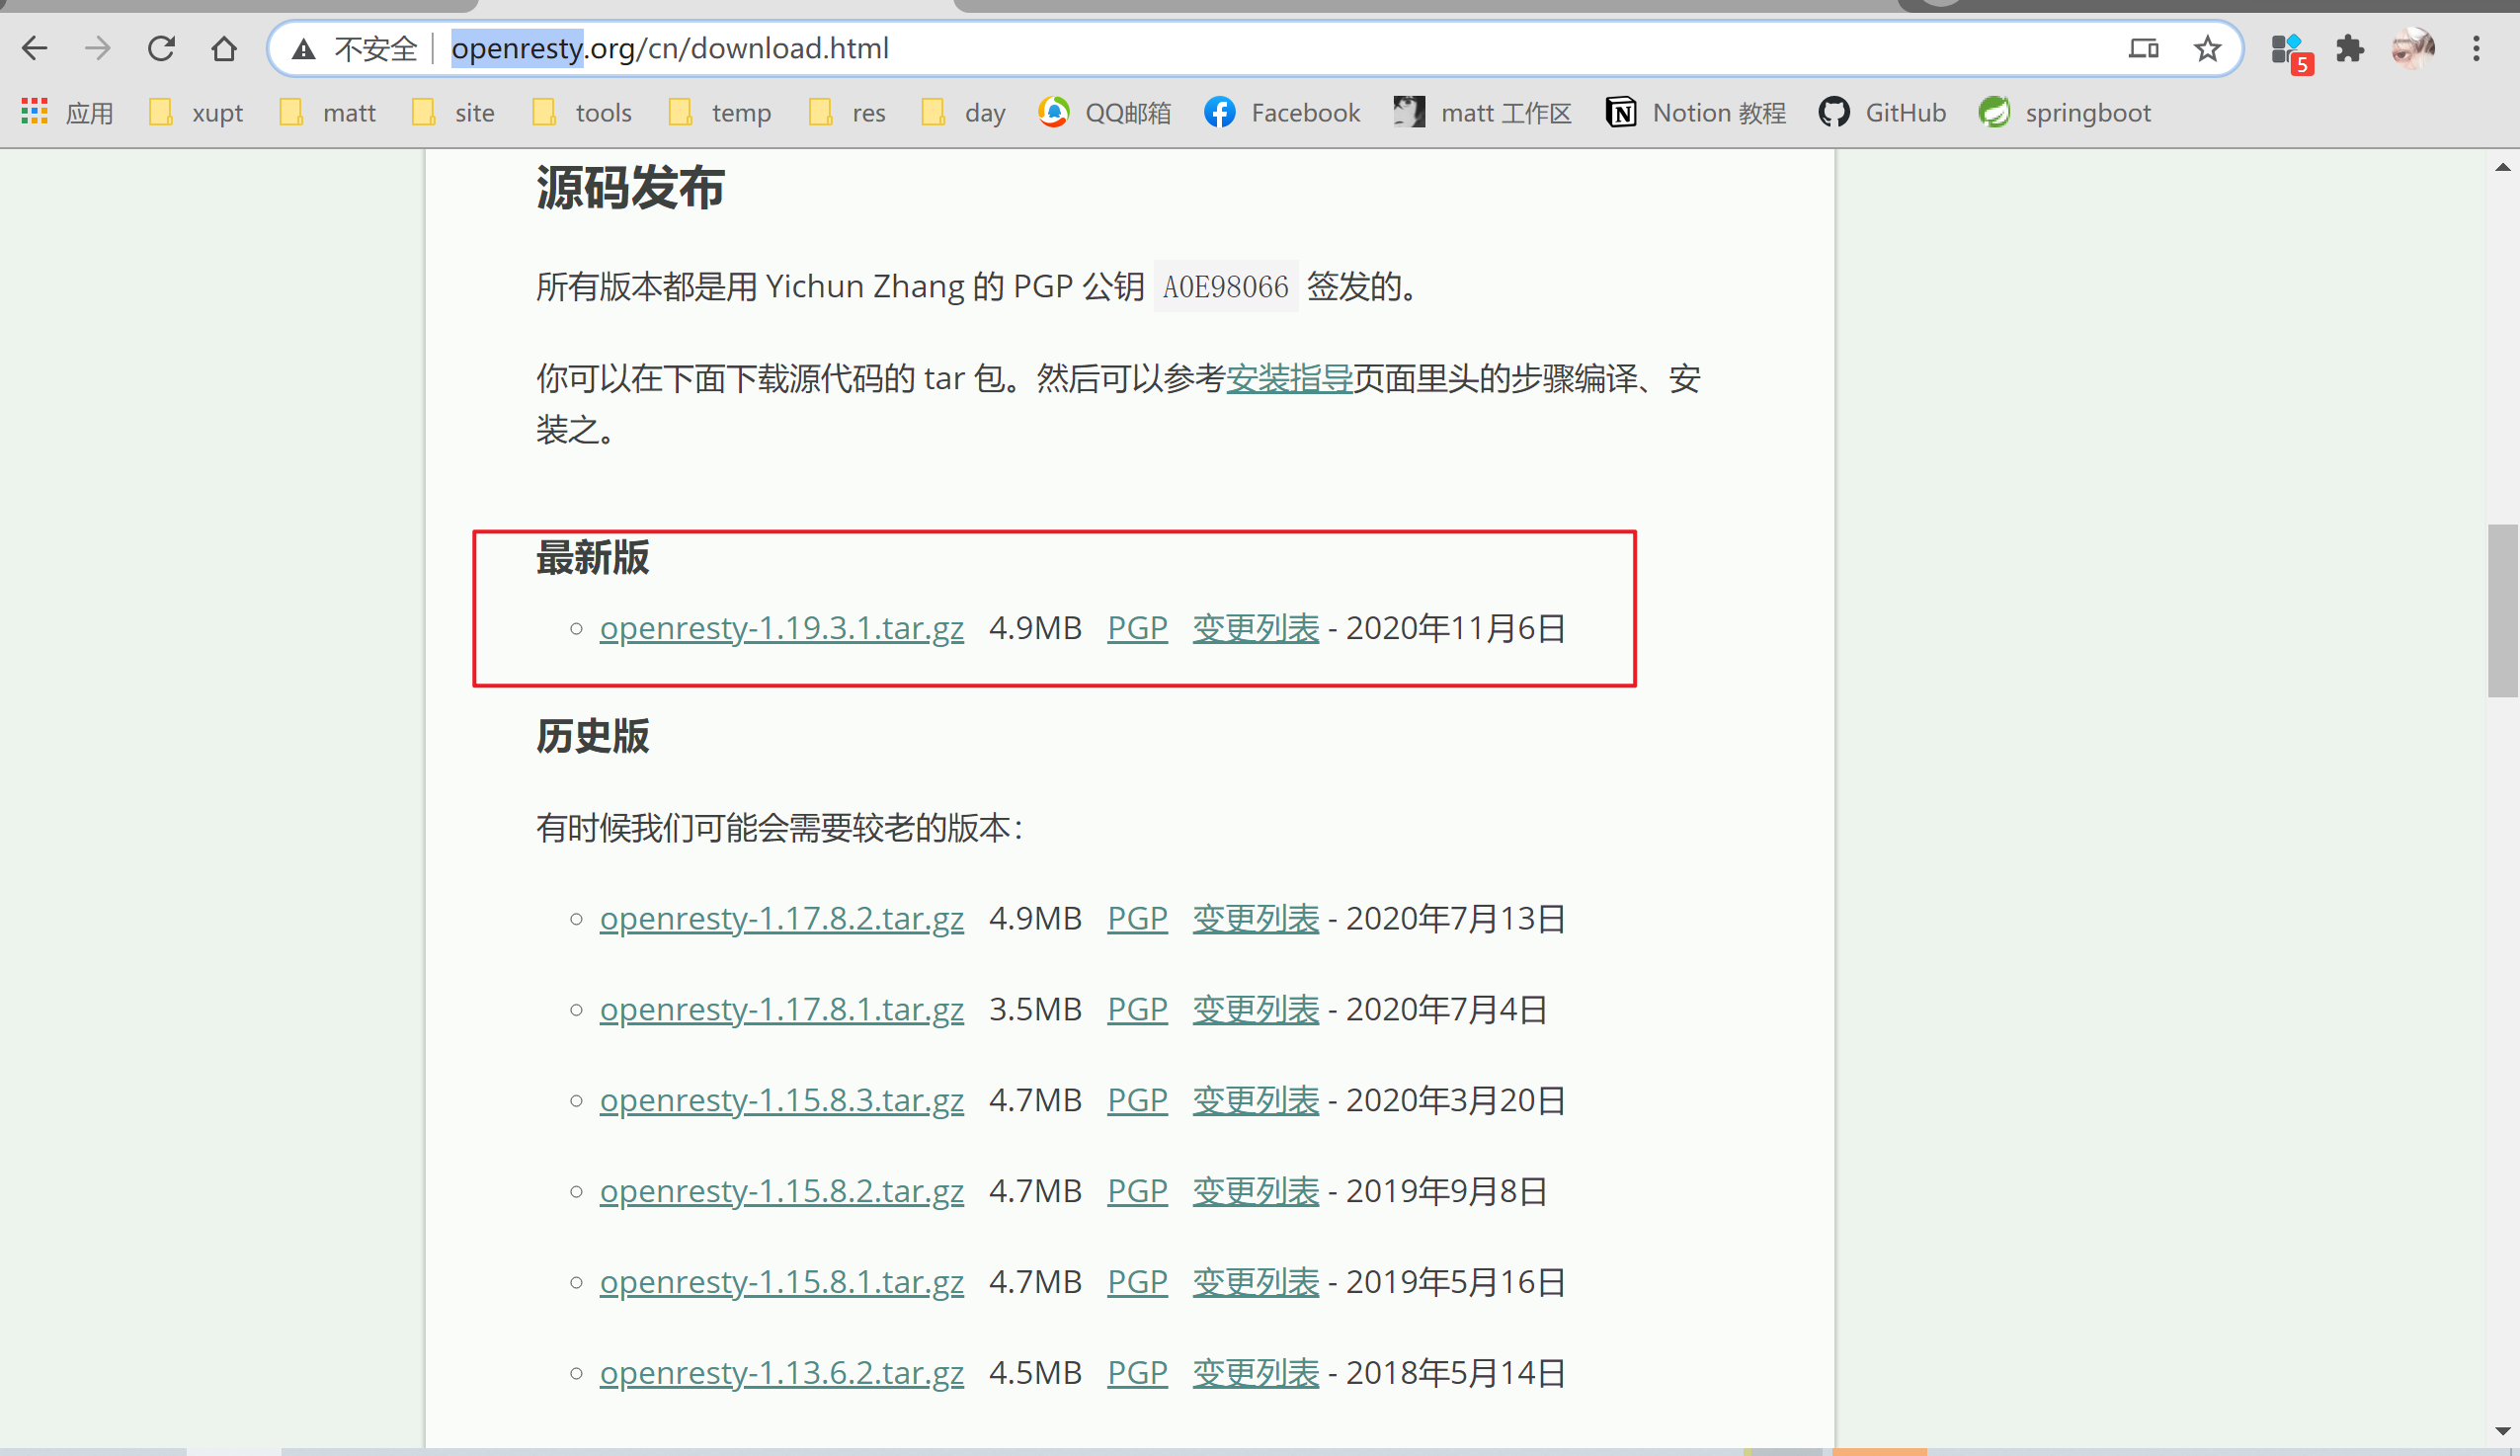 不安全 openresty.org/cn/download.html
5
应用 xupt matt site tools temp res day QQ邮箱 Facebook matt 工作区 Notion 教程 GitHub springboot
源码发布
所有版本都是用 Yichun Zhang 的 PGP 公钥 A0E98066 签发的。
你可以在下面下载源代码的 tar 包。然后可以参考安装指导页面里头的步骤编译、安
装之。
最新版
openresty-1.19.3.1.tar.gz 4.9MB PGP 变更列表 - 2020年11月6日
历史版
有时候我们可能会需要较老的版本：
openresty-1.17.8.2.tar.gz 4.9MB PGP 变更列表 - 2020年7月13日
openresty-1.17.8.1.tar.gz 3.5MB PGP 变更列表 - 2020年7月4日
openresty-1.15.8.3.tar.gz 4.7MB PGP 变更列表 - 2020年3月20日
openresty-1.15.8.2.tar.gz 4.7MB PGP 变更列表 - 2019年9月8日
openresty-1.15.8.1.tar.gz 4.7MB PGP 变更列表 - 2019年5月16日
openresty-1.13.6.2.tar.gz 4.5MB PGP 变更列表 - 2018年5月14日